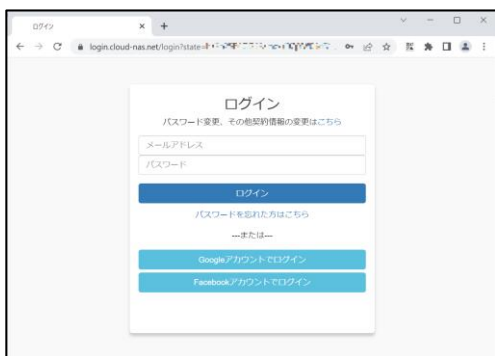 ログイン
login.cloud-nas.net/login?state=
ログイン
パスワード変更、その他契約情報の変更はこちら
メールアドレス
パスワード
ログイン
パスワードを忘れた方はこちら
---または---
Googleアカウントでログイン
Facebookアカウントでログイン